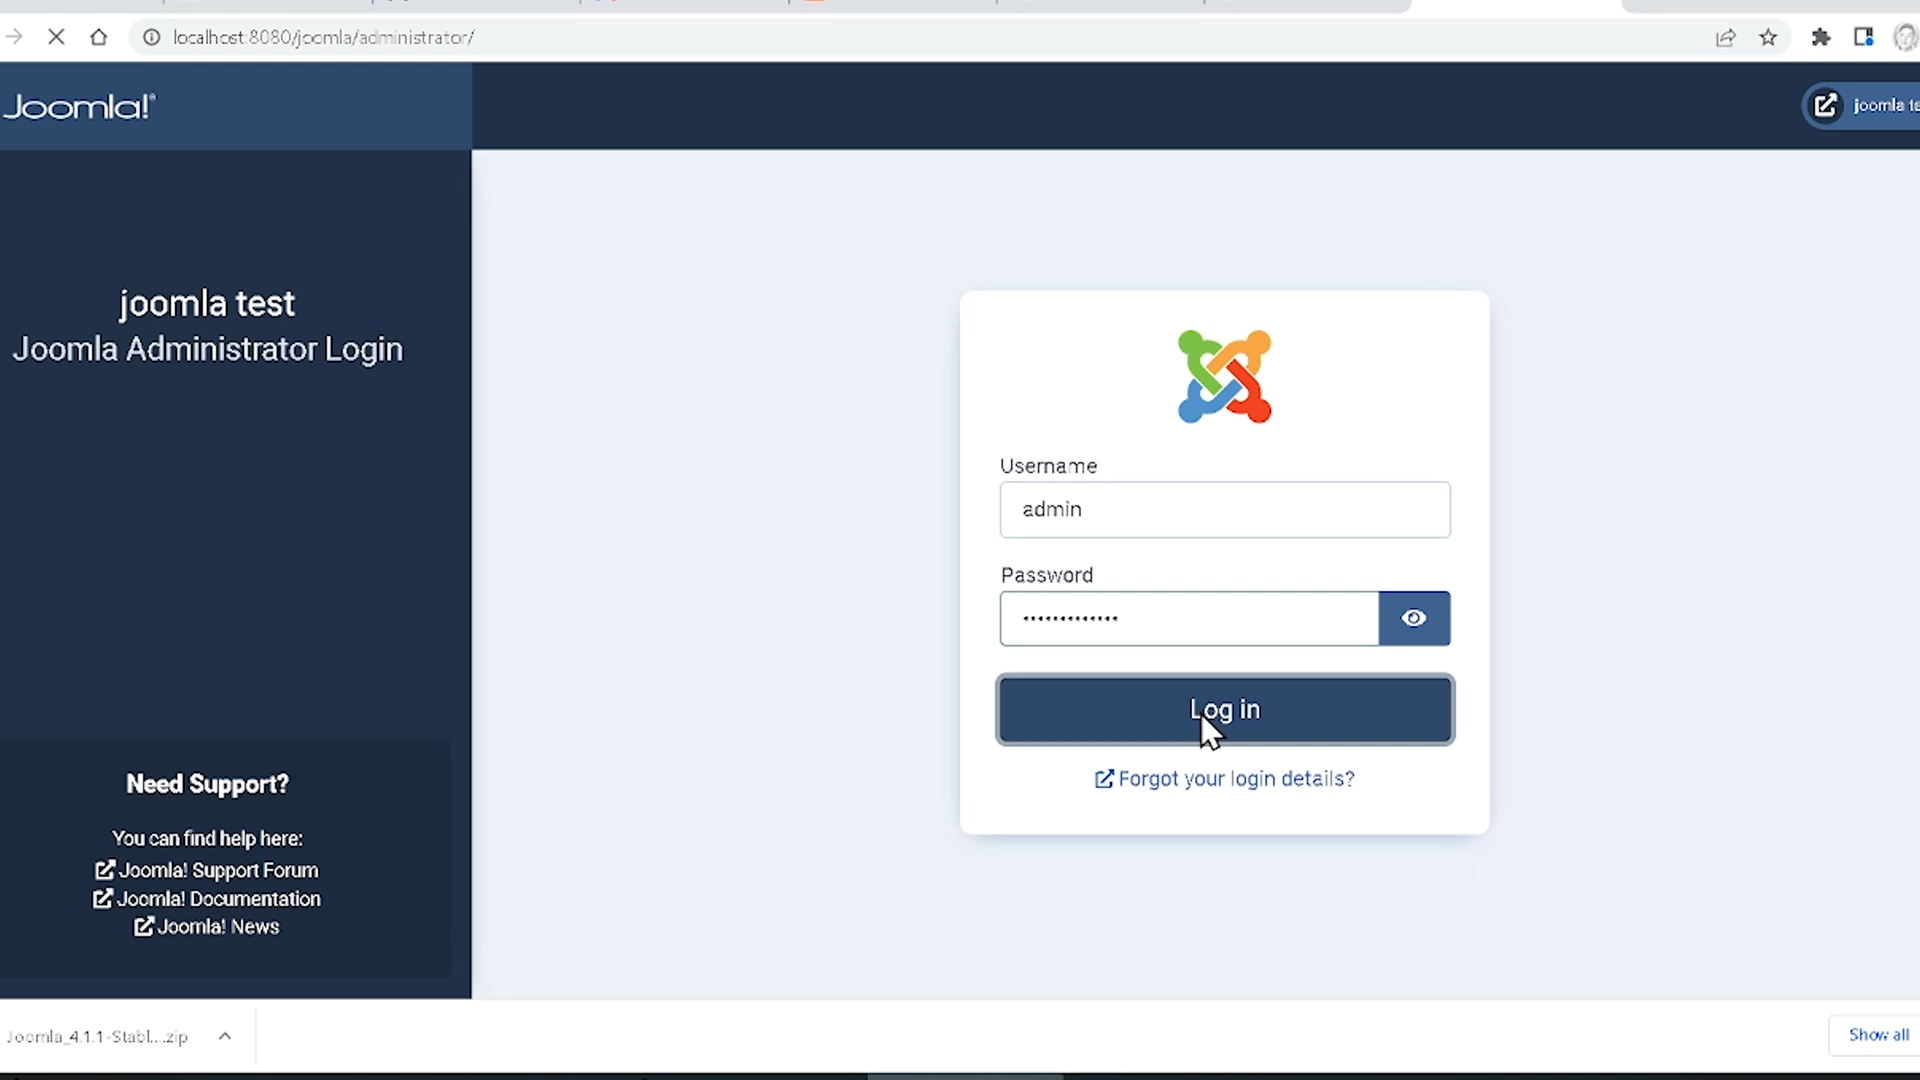 localhost:8080/joomla/administrator/
Joomla!®
joomla te
joomla test
Joomla Administrator Login
Username
admin
Password
Log in
Forgot your login details?
Need Support?
You can find help here:
Joomla! Support Forum
Joomla! Documentation
Joomla! News
Joomla_4.1.1-Stabl....zip
Show all